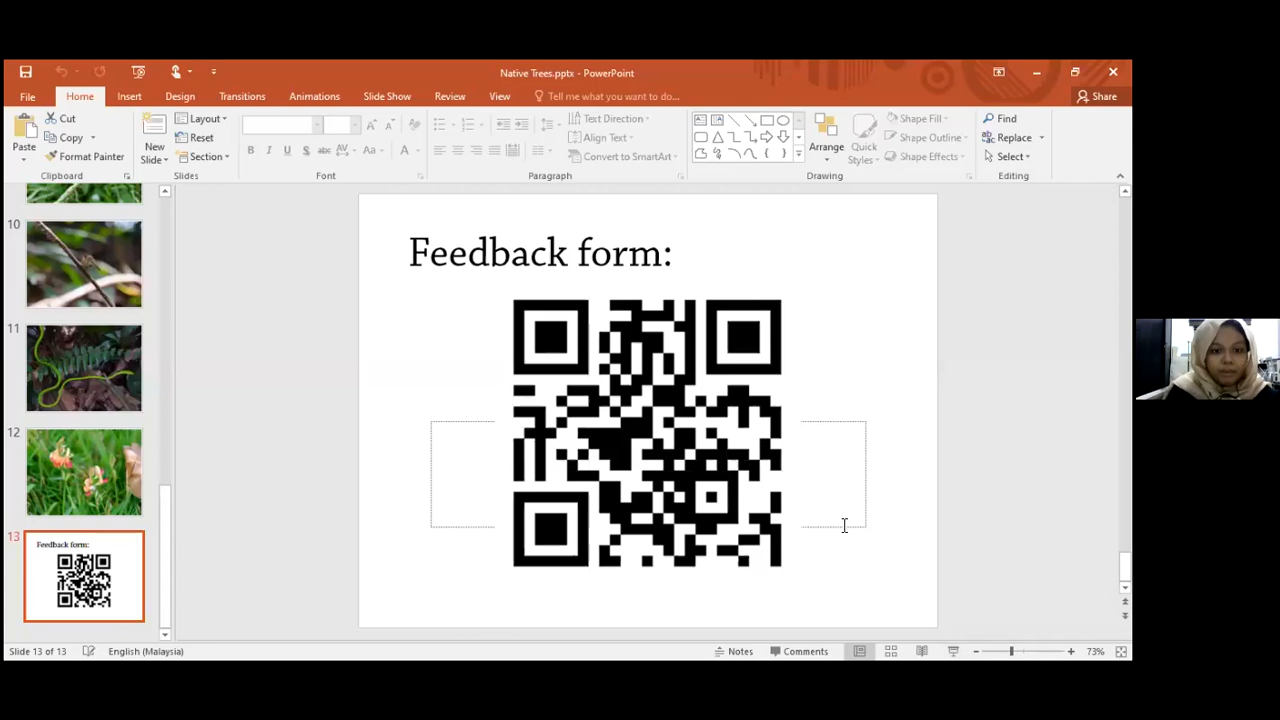 Native Trees.pptx - PowerPoint
File Home Insert Design Transitions Animations Slide Show Review View Tell me what you want to do... Share
Paste
Cut
Copy
Format Painter
Clipboard
New Slide
Layout
Reset
Section
Slides
B I U S abc AV Aa A
Font
Text Direction
Align Text
Convert to SmartArt
Paragraph
Arrange
Quick Styles
Shape Fill
Shape Outline
Shape Effects
Drawing
Find
Replace
Select
Editing
10
11
12
13
Feedback form:
Feedback form:
Slide 13 of 13 English (Malaysia) Notes Comments 73%